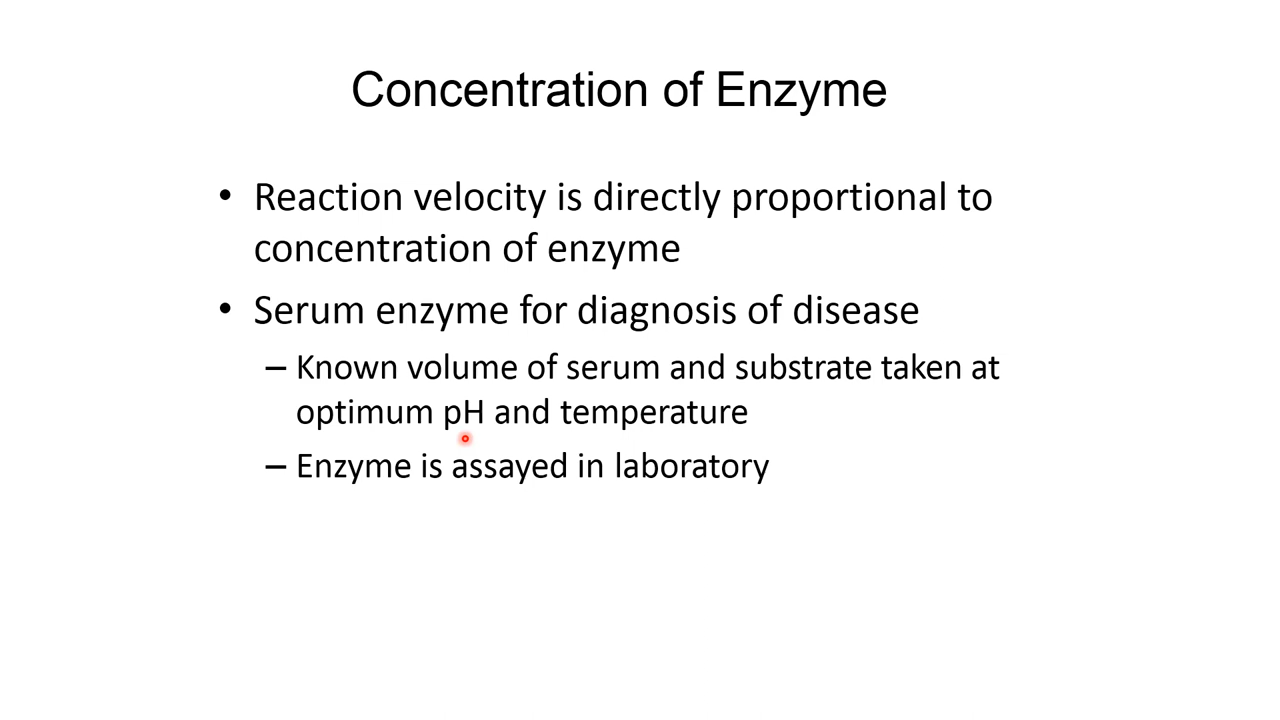 Concentration of Enzyme
• Reaction velocity is directly proportional to
concentration of enzyme
• Serum enzyme for diagnosis of disease
– Known volume of serum and substrate taken at
optimum pH and temperature
– Enzyme is assayed in laboratory